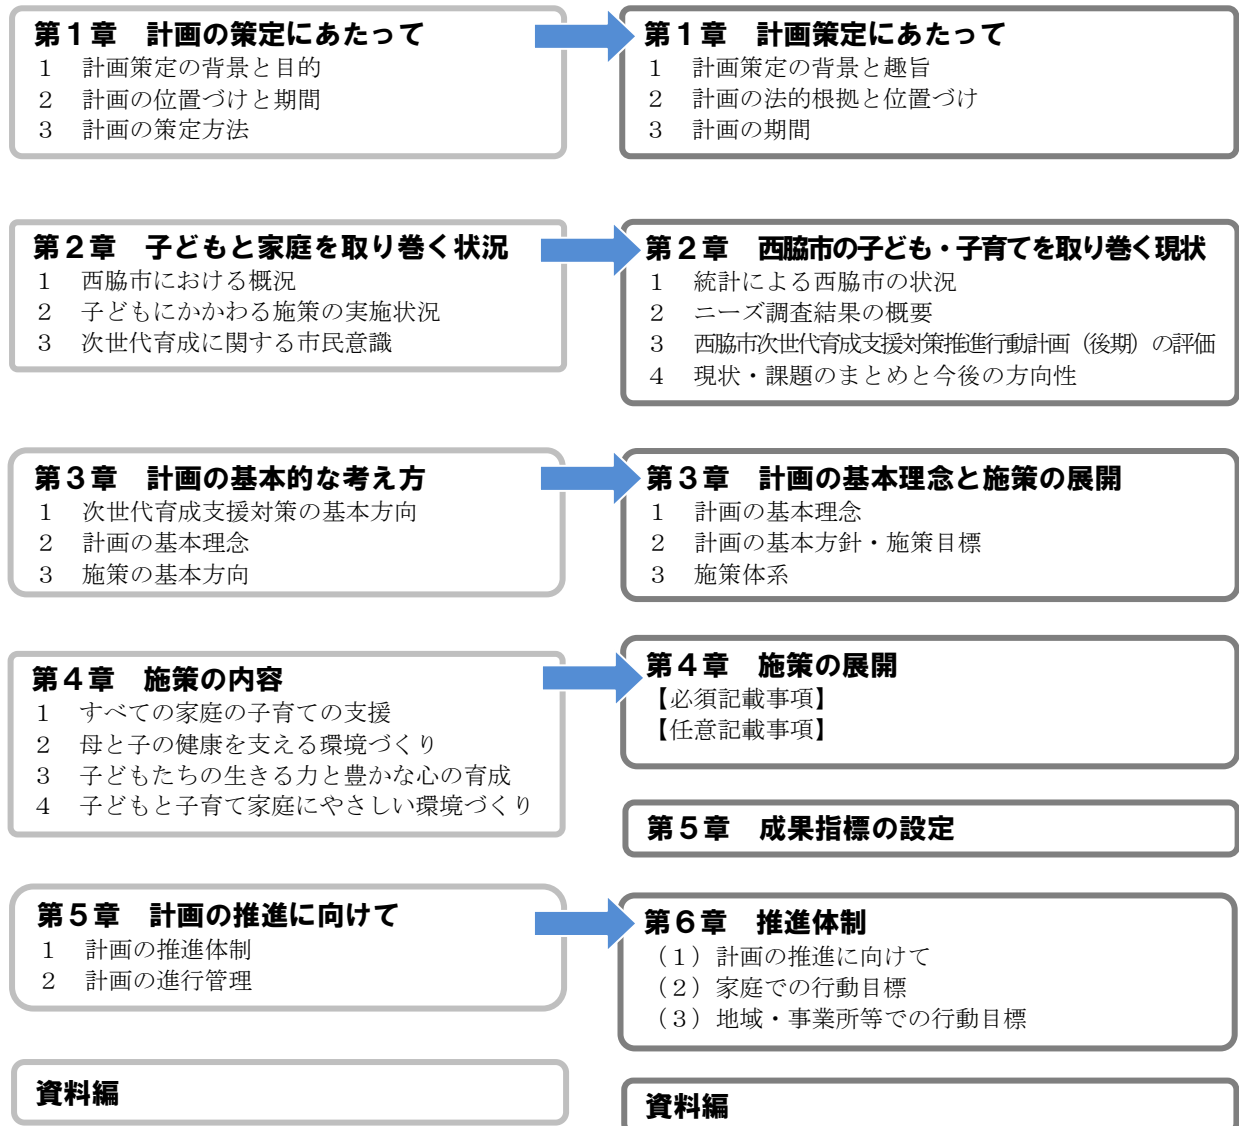 第１章　計画の策定にあたって
１　計画策定の背景と目的
２　計画の位置づけと期間
３　計画の策定方法
第１章　計画策定にあたって
１　計画策定の背景と趣旨
２　計画の法的根拠と位置づけ
３　計画の期間
第２章　子どもと家庭を取り巻く状況
１　西脇市における概況
２　子どもにかかわる施策の実施状況
３　次世代育成に関する市民意識
第２章　西脇市の子ども・子育てを取り巻く現状
１　統計による西脇市の状況
２　ニーズ調査結果の概要
３　西脇市次世代育成支援対策推進行動計画（後期）の評価
４　現状・課題のまとめと今後の方向性
第３章　計画の基本的な考え方
１　次世代育成支援対策の基本方向
２　計画の基本理念
３　施策の基本方向
第３章　計画の基本理念と施策の展開
１　計画の基本理念
２　計画の基本方針・施策目標
３　施策体系
第４章　施策の内容
１　すべての家庭の子育ての支援
２　母と子の健康を支える環境づくり
３　子どもたちの生きる力と豊かな心の育成
４　子どもと子育て家庭にやさしい環境づくり
第４章　施策の展開
【必須記載事項】
【任意記載事項】
第５章　成果指標の設定
第５章　計画の推進に向けて
１　計画の推進体制
２　計画の進行管理
第６章　推進体制
（１）計画の推進に向けて
（２）家庭での行動目標
（３）地域・事業所等での行動目標
資料編
資料編